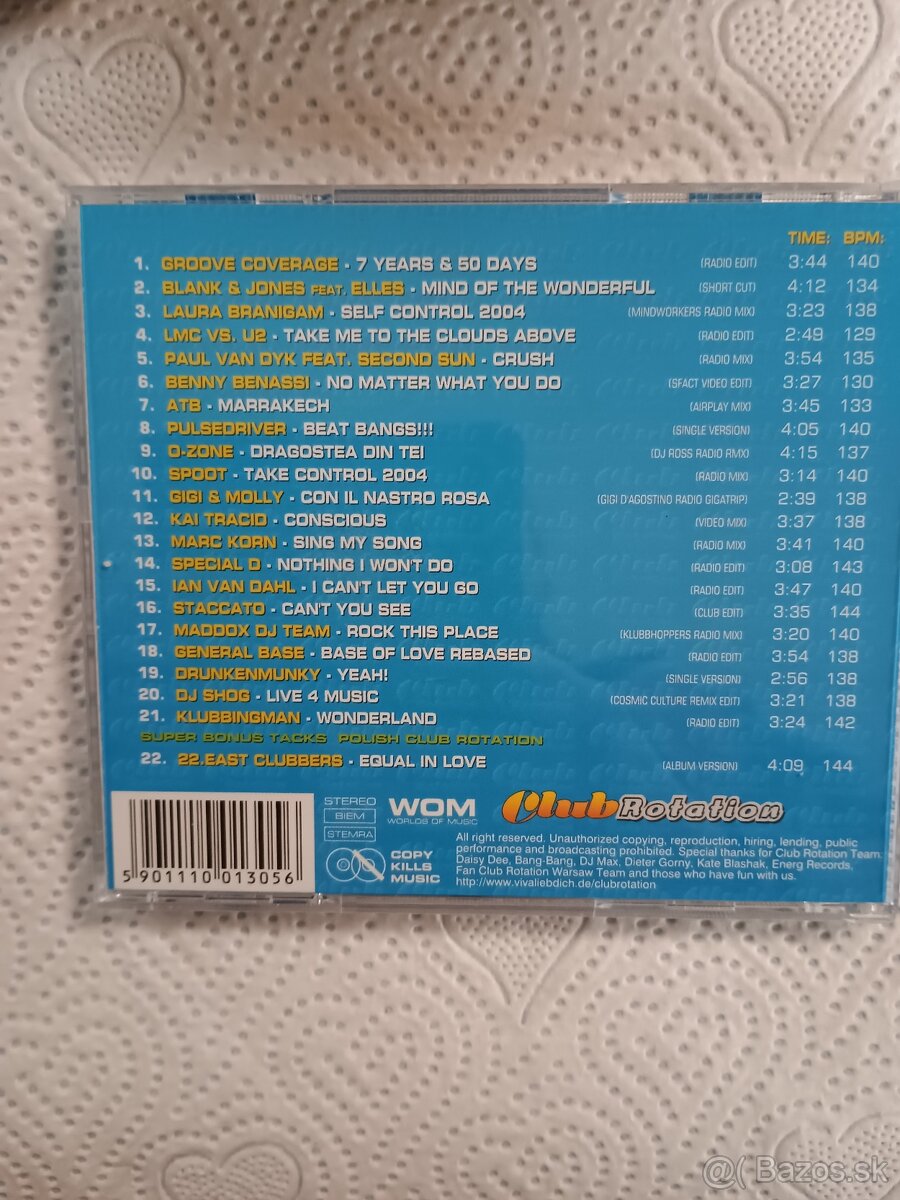 TIME: BPM:
1. GROOVE COVERAGE - 7 YEARS & 50 DAYS (RADIO EDIT) 3:44 140
2. BLANK & JONES FEAT. ELLES - MIND OF THE WONDERFUL (SHORT CUT) 4:12 134
3. LAURA BRANIGAM - SELF CONTROL 2004 (MINDWORKERS RADIO MIX) 3:23 138
4. LMC VS. U2 - TAKE ME TO THE CLOUDS ABOVE (RADIO EDIT) 2:49 129
5. PAUL VAN DYK FEAT. SECOND SUN - CRUSH (RADIO MIX) 3:54 135
6. BENNY BENASSI - NO MATTER WHAT YOU DO (SFACT VIDEO EDIT) 3:27 130
7. ATB - MARRAKECH (AIRPLAY MIX) 3:45 133
8. PULSEDRIVER - BEAT BANGS!!! (SINGLE VERSION) 4:05 140
9. O-ZONE - DRAGOSTEA DIN TEI (DJ ROSS RADIO RMX) 4:15 137
10. SPOOT - TAKE CONTROL 2004 (RADIO MIX) 3:14 140
11. GIGI & MOLLY - CON IL NASTRO ROSA (GIGI D'AGOSTINO RADIO GIGATRIP) 2:39 138
12. KAI TRACID - CONSCIOUS (VIDEO MIX) 3:37 138
13. MARC KORN - SING MY SONG (RADIO MIX) 3:41 140
14. SPECIAL D - NOTHING I WON'T DO (RADIO EDIT) 3:08 143
15. IAN VAN DAHL - I CAN'T LET YOU GO (RADIO EDIT) 3:47 140
16. STACCATO - CAN'T YOU SEE (CLUB EDIT) 3:35 144
17. MADDOX DJ TEAM - ROCK THIS PLACE (KLUBBHOPPERS RADIO MIX) 3:20 140
18. GENERAL BASE - BASE OF LOVE REBASED (RADIO EDIT) 3:54 138
19. DRUNKENMUNKY - YEAH! (SINGLE VERSION) 2:56 138
20. DJ SHOG - LIVE 4 MUSIC (COSMIC CULTURE REMIX EDIT) 3:21 138
21. KLUBBINGMAN - WONDERLAND (RADIO EDIT) 3:24 142
SUPER BONUS TACKS POLISH CLUB ROTATION
22. 22.EAST CLUBBERS - EQUAL IN LOVE (ALBUM VERSION) 4:09 144
5 901110 013056
STEREO
BIEM
STEMRA
COPY
KILLS
MUSIC
WOM
WORLDS OF MUSIC
Club Rotation
All right reserved. Unauthorized copying, reproduction, hiring, lending, public
performance and broadcasting prohibited. Special thanks for Club Rotation Team:
Daisy Dee, Bang-Bang, DJ Max, Dieter Gorny, Kate Blashak, Energ Records,
Fan Club Rotation Warsaw Team and those who have fun with us.
http://www.vivaliebdich.de/clubrotation
@( Bazos.sk